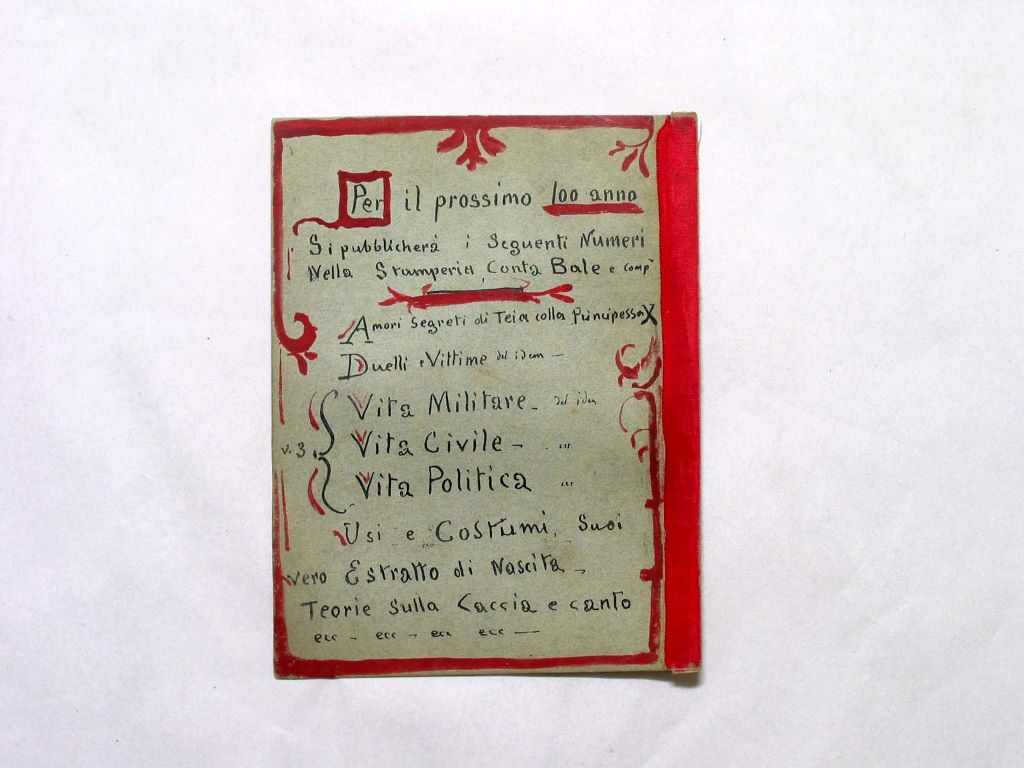 Per il prossimo 100 anno
Si pubblicherà i Seguenti Numeri
Nella Stamperia Conta Bale e comp°
Amori Segreti di Teia colla Principessa X
Duelli e Vittime del idem -
Vita Militare - del idem
v. 3. Vita Civile - "'
Vita Politica "'
Usi e Costumi Suoi
Vero Estratto di Nascita -
Teorie Sulla Caccia e canto
ecc - ecc - ecc ecc -